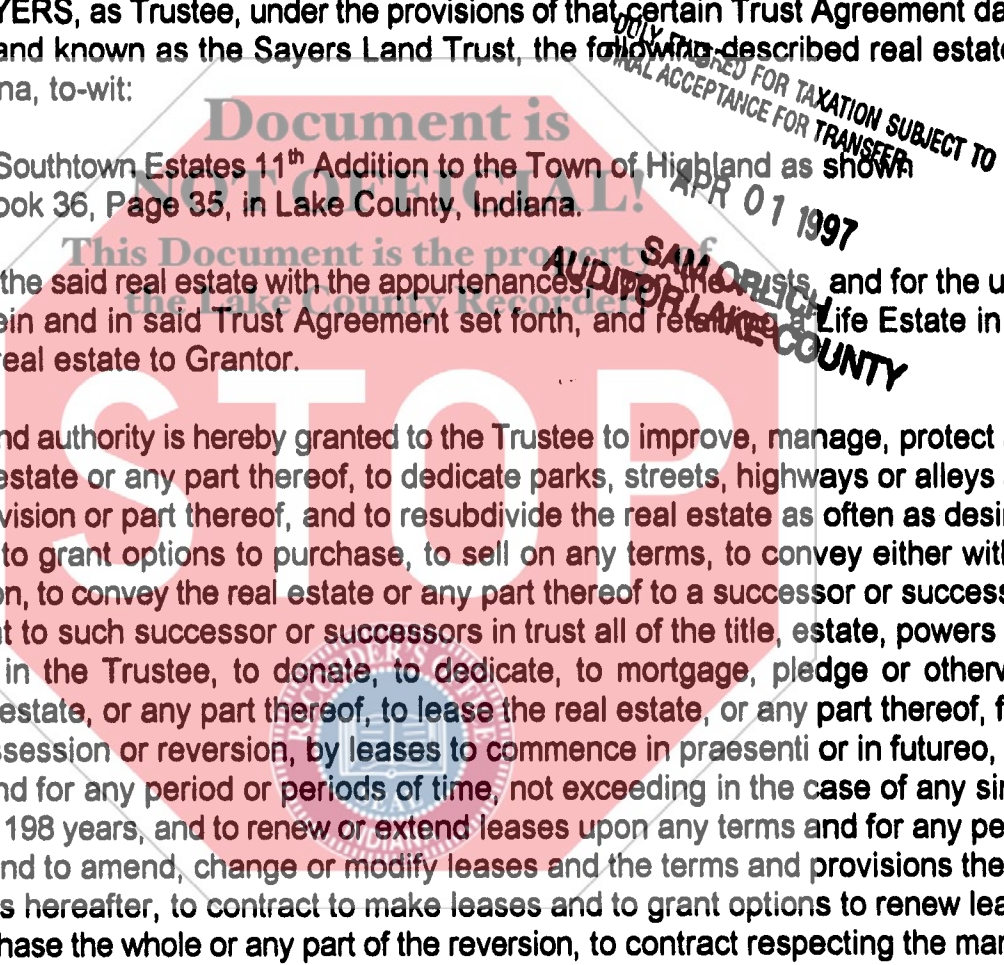 YERS, as Trustee, under the provisions of that certain Trust Agreement da
and known as the Sayers Land Trust, the following described real estate
na, to-wit:
DULY ENTERED FOR TAXATION SUBJECT TO
FINAL ACCEPTANCE FOR TRANSFER
Document is
NOT OFFICIAL!
This Document is the property of
the Lake County Recorder!
Southtown Estates 11th Addition to the Town of Highland as shown
ook 36, Page 35, in Lake County, Indiana.
APR 01 1997
SAM ORLICH
AUDITOR LAKE COUNTY
the said real estate with the appurtenances, upon the trusts, and for the u
ein and in said Trust Agreement set forth, and retaining a Life Estate in
real estate to Grantor.
STOP
nd authority is hereby granted to the Trustee to improve, manage, protect
estate or any part thereof, to dedicate parks, streets, highways or alleys
vision or part thereof, and to resubdivide the real estate as often as desi
to grant options to purchase, to sell on any terms, to convey either with
on, to convey the real estate or any part thereof to a successor or success
t to such successor or successors in trust all of the title, estate, powers
in the Trustee, to donate, to dedicate, to mortgage, pledge or otherw
estate, or any part thereof, to lease the real estate, or any part thereof, f
ssession or reversion, by leases to commence in praesenti or in futureo,
nd for any period or periods of time, not exceeding in the case of any sin
198 years, and to renew or extend leases upon any terms and for any pe
nd to amend, change or modify leases and the terms and provisions the
s hereafter, to contract to make leases and to grant options to renew lea
hase the whole or any part of the reversion, to contract respecting the man
RECORDER'S OFFICE
SEAL
INDIANA